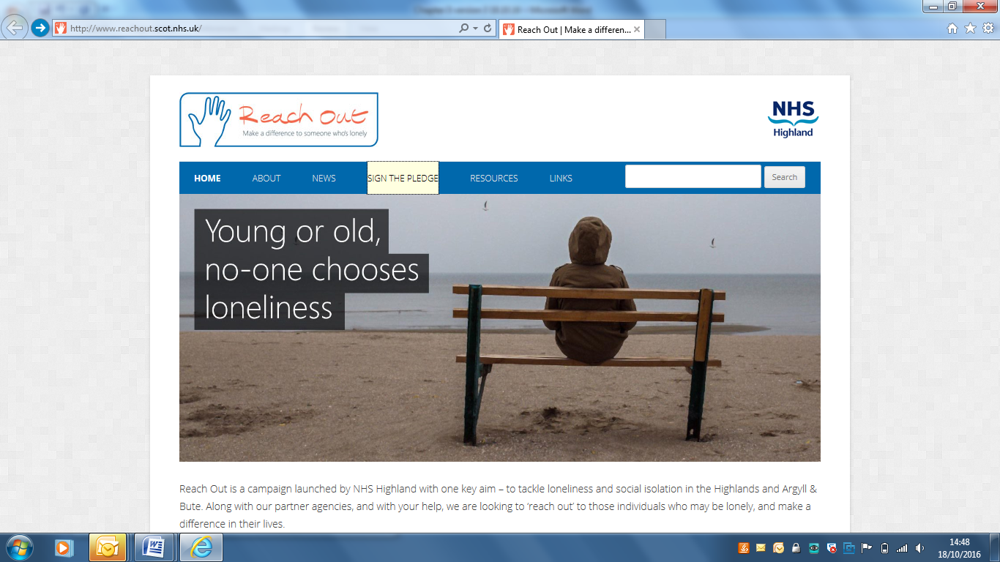 http://www.reachout.scot.nhs.uk/
Reach Out | Make a differen...
Reach Out
Make a difference to someone who's lonely
NHS
Highland
HOME ABOUT NEWS SIGN THE PLEDGE RESOURCES LINKS Search
Young or old,
no-one chooses
loneliness
Reach Out is a campaign launched by NHS Highland with one key aim – to tackle loneliness and social isolation in the Highlands and Argyll &
Bute. Along with our partner agencies, and with your help, we are looking to ‘reach out’ to those individuals who may be lonely, and make a
difference in their lives.
14:48
18/10/2016